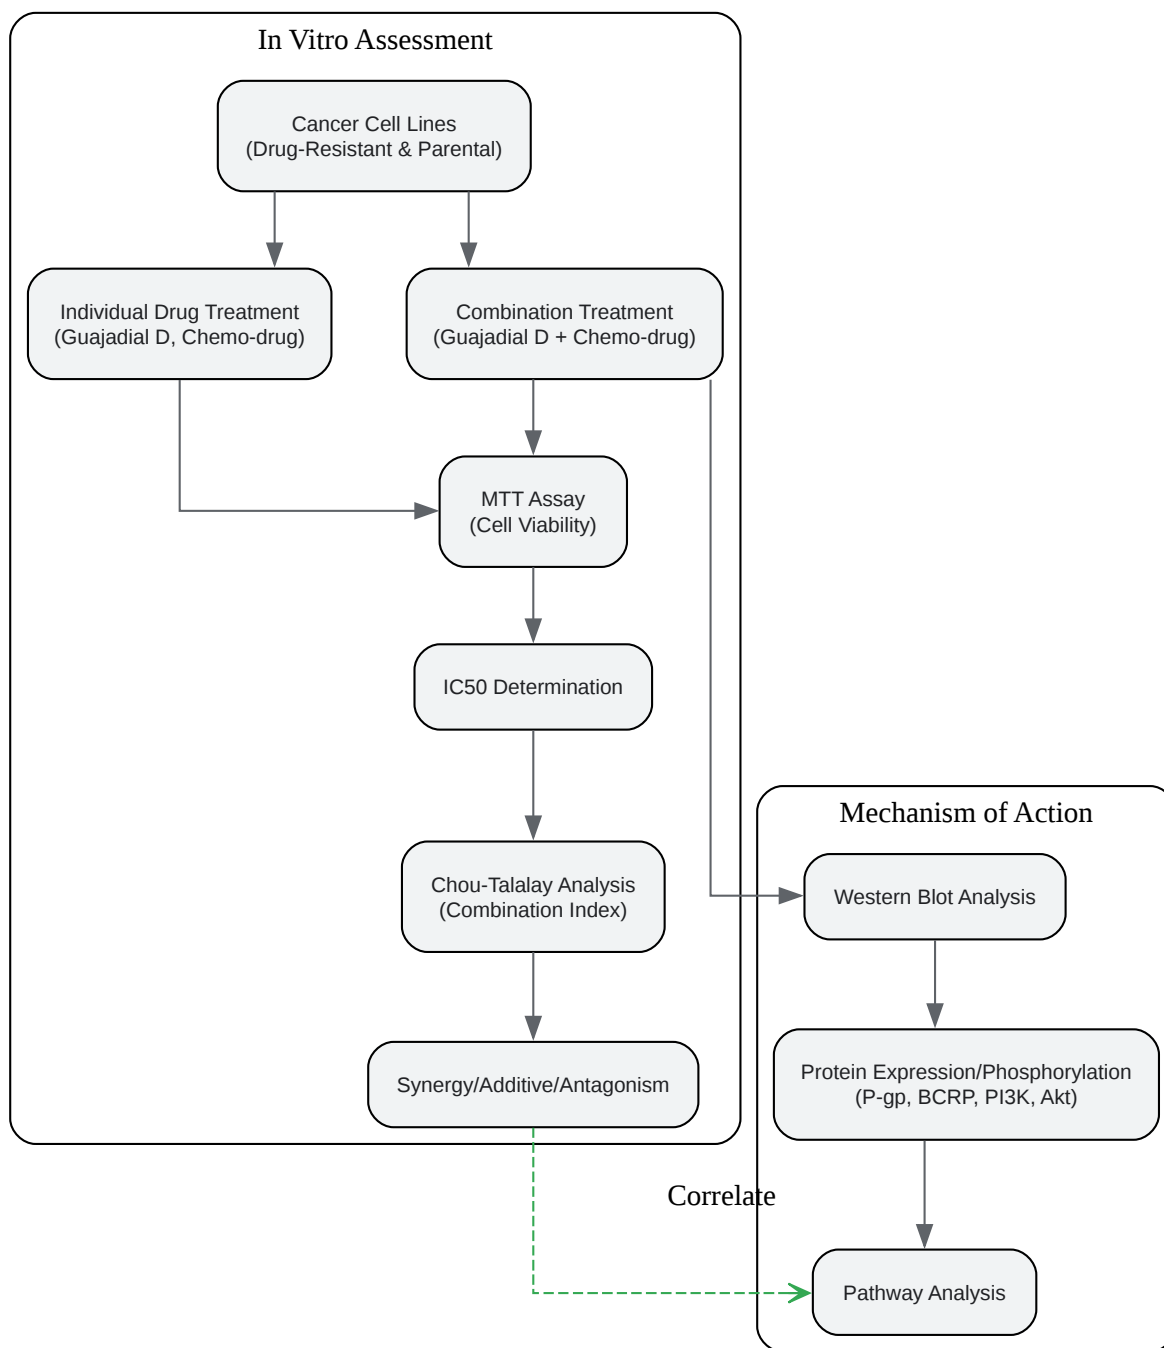 In Vitro Assessment
Cancer Cell Lines
(Drug-Resistant & Parental)
Individual Drug Treatment
(Guajadial D, Chemo-drug)
Combination Treatment
(Guajadial D + Chemo-drug)
MTT Assay
(Cell Viability)
IC50 Determination
Chou-Talalay Analysis
(Combination Index)
Synergy/Additive/Antagonism
Mechanism of Action
Western Blot Analysis
Protein Expression/Phosphorylation
(P-gp, BCRP, PI3K, Akt)
Correlate
Pathway Analysis